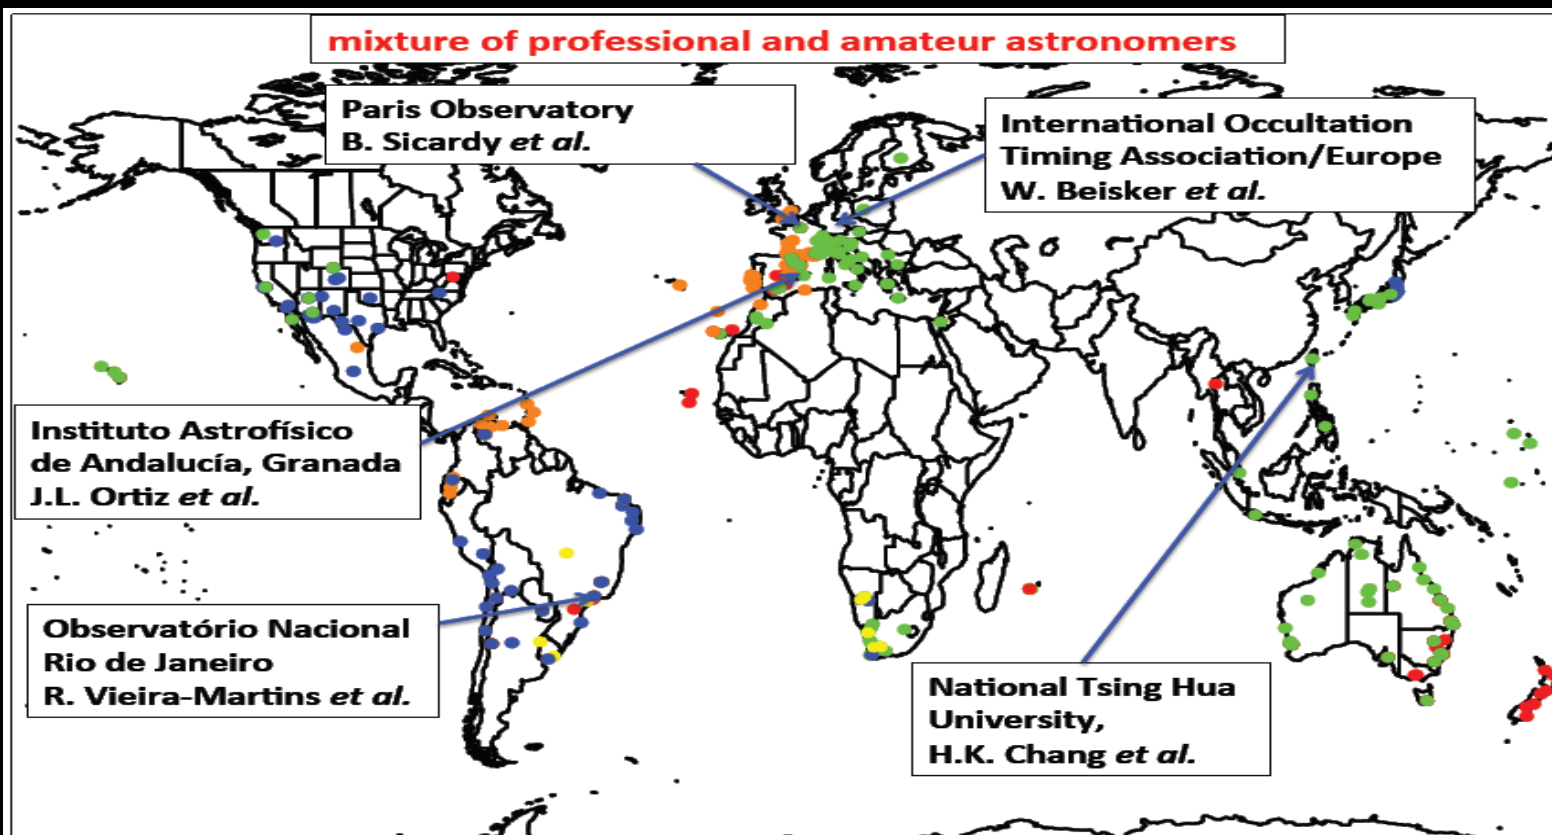 mixture of professional and amateur astronomers
Paris Observatory
B. Sicardy et al.
International Occultation
Timing Association/Europe
W. Beisker et al.
Instituto Astrofísico
de Andalucía, Granada
J.L. Ortiz et al.
Observatório Nacional
Rio de Janeiro
R. Vieira-Martins et al.
National Tsing Hua
University,
H.K. Chang et al.